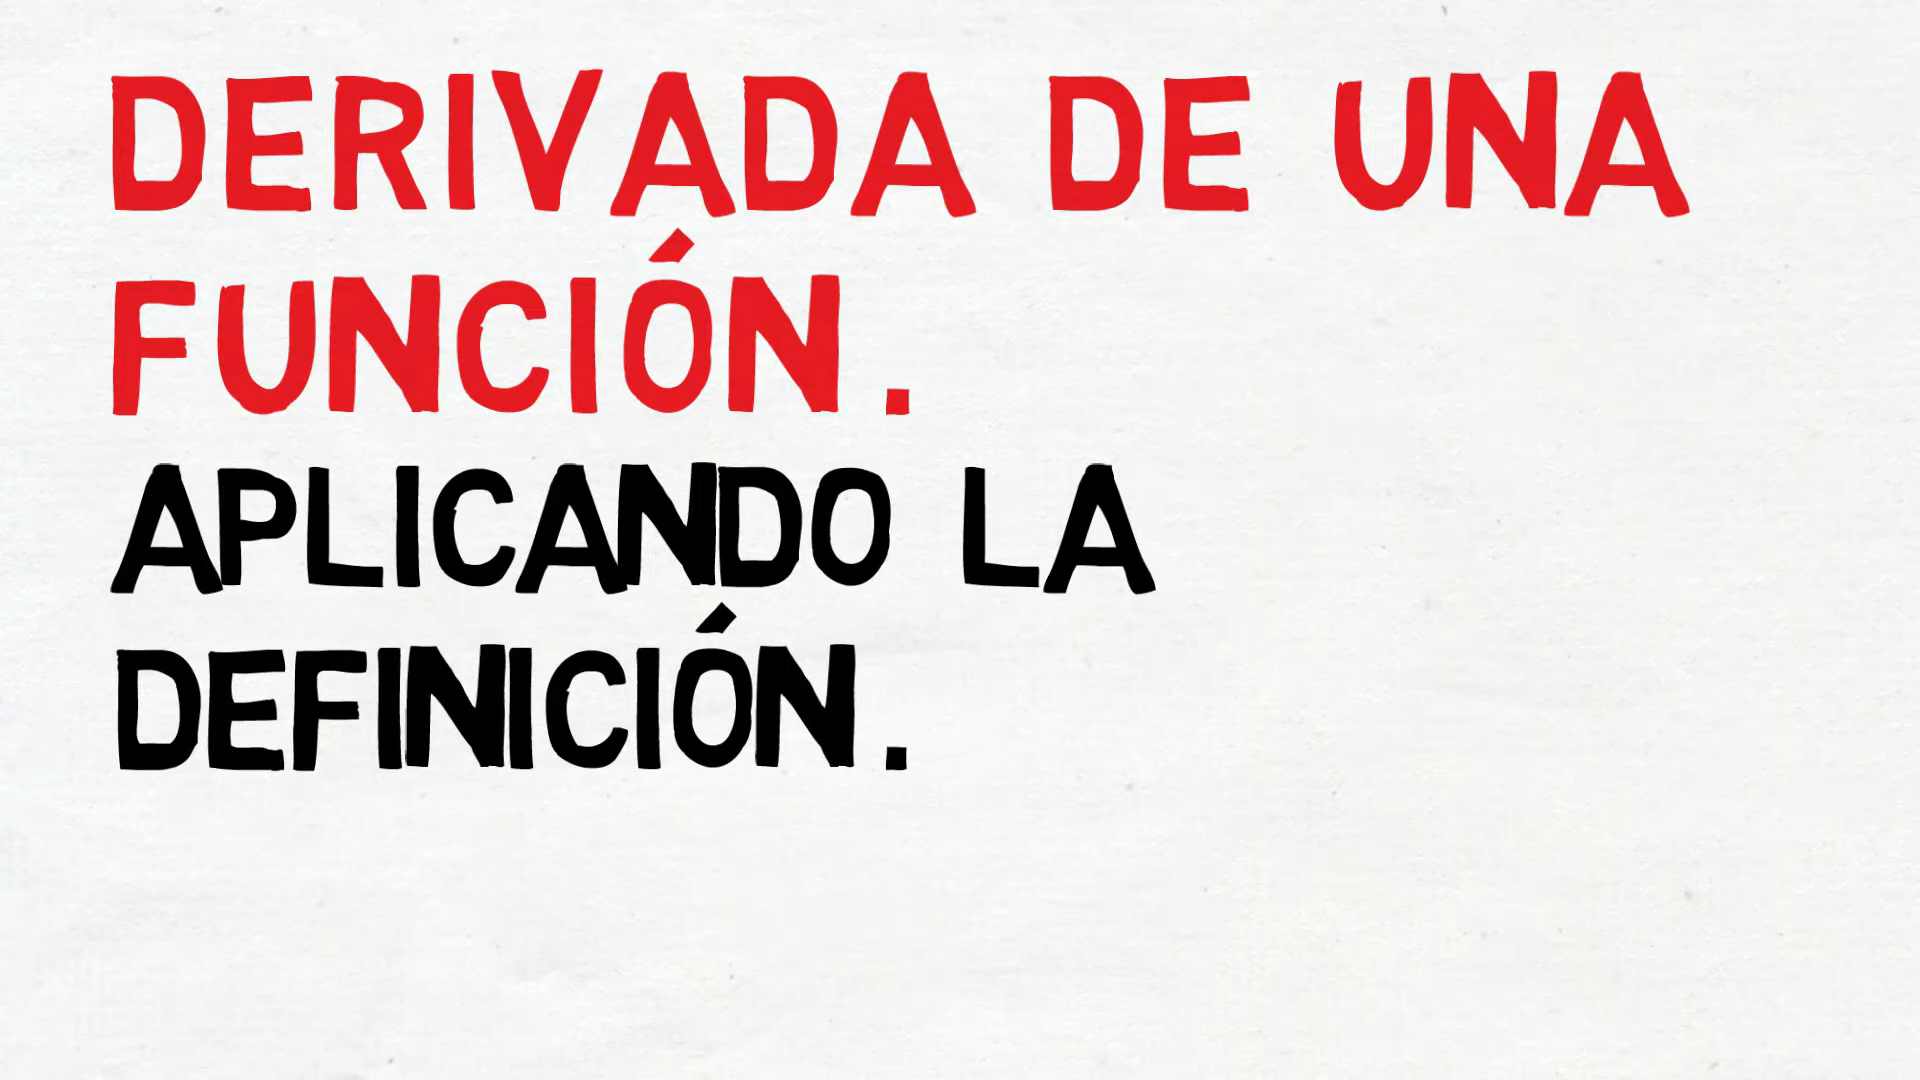 DERIVADA DE UNA
FUNCIÓN.
APLICANDO LA
DEFINICIÓN.